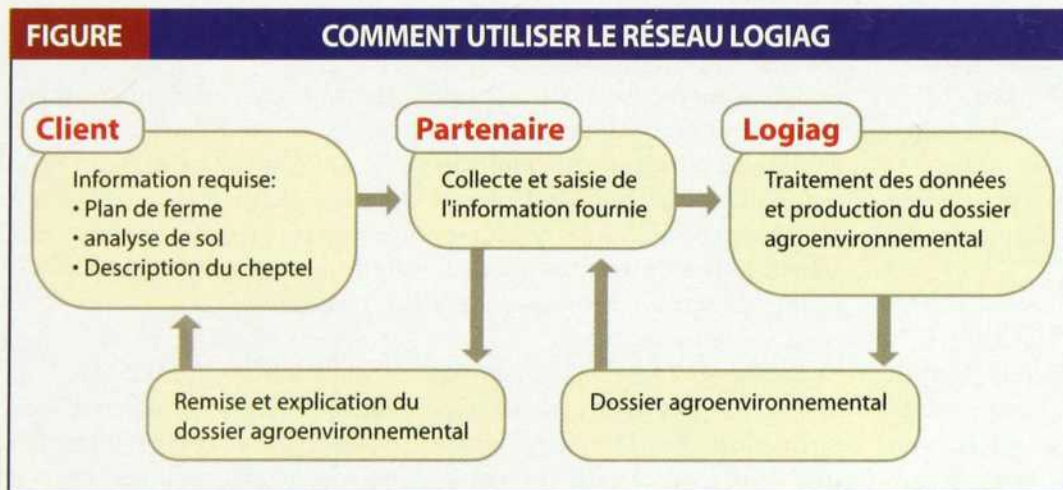 FIGURE COMMENT UTILISER LE RÉSEAU LOGIAG
Client
Information requise:
• Plan de ferme
• analyse de sol
• Description du cheptel
Partenaire
Collecte et saisie de
l'information fournie
Logiag
Traitement des données
et production du dossier
agroenvironnemental
Remise et explication du
dossier agroenvironnemental
Dossier agroenvironnemental